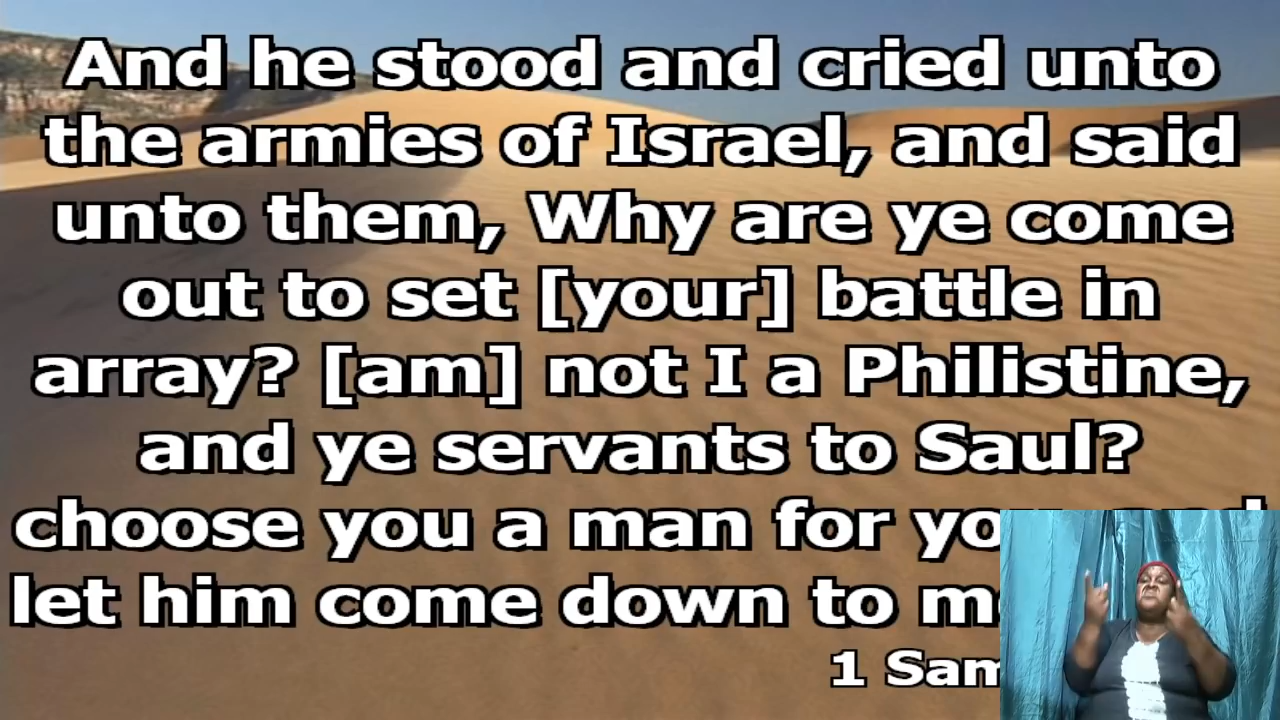 And he stood and cried unto
the armies of Israel, and said
unto them, Why are ye come
out to set [your] battle in
array? [am] not I a Philistine,
and ye servants to Saul?
choose you a man for
let him come down to
1